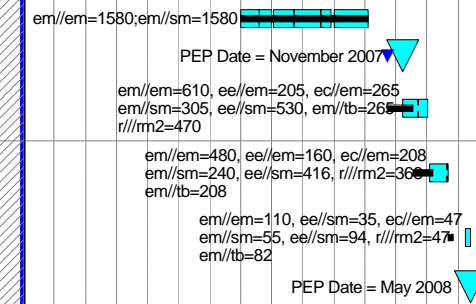 em//em=1580;em//sm=1580
PEP Date = November 2007
em//em=610, ee//em=205, ec//em=265
em//sm=305, ee//sm=530, em//tb=265
r///rm2=470
em//em=480, ee//em=160, ec//em=208
em//sm=240, ee//sm=416, r///rm2=368
em//tb=208
em//em=110, ee//sm=35, ec//em=47
em//sm=55, ee//sm=94, r///rm2=47
em//tb=82
PEP Date = May 2008